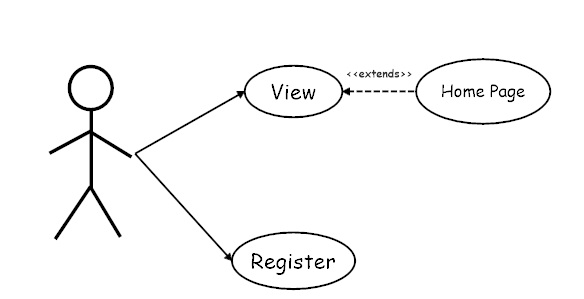 <<extends>>
View
Home Page
Register